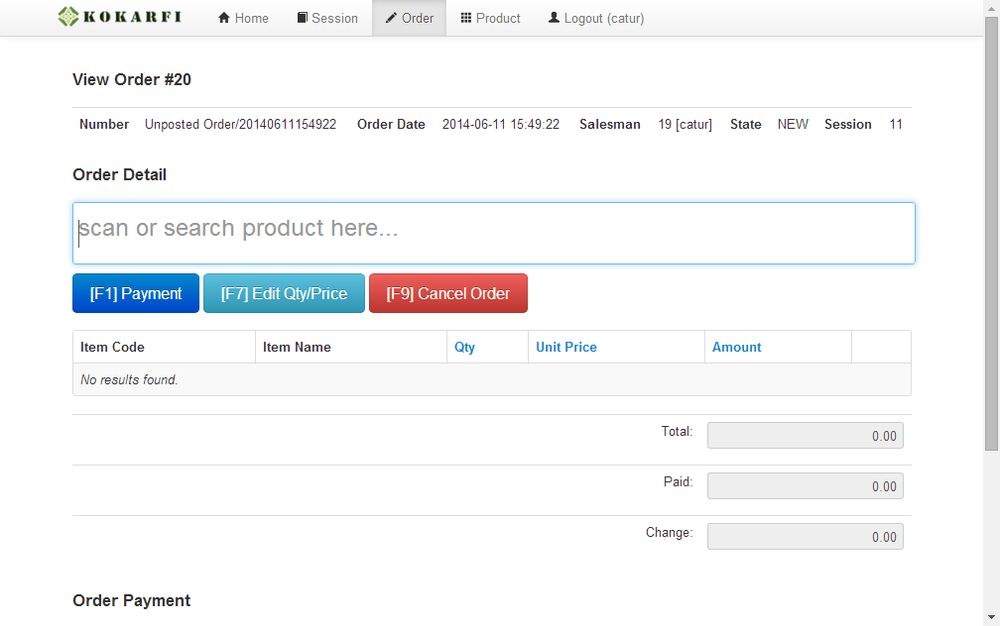 KOKARFI Home Session Order Product Logout (catur)
View Order #20
Number Unposted Order/20140611154922 Order Date 2014-06-11 15:49:22 Salesman 19 [catur] State NEW Session 11
Order Detail
scan or search product here...
[F1] Payment [F7] Edit Qty/Price [F9] Cancel Order
Item Code Item Name Qty Unit Price Amount
No results found.
Total: 0.00
Paid: 0.00
Change: 0.00
Order Payment